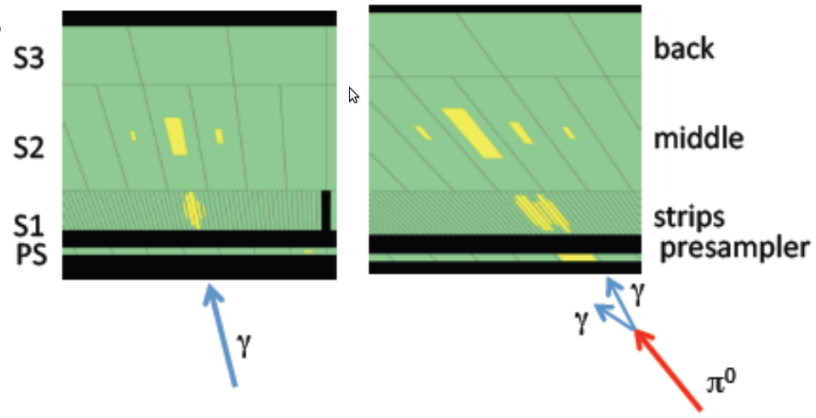 S3
S2
S1
PS
γ
back
middle
strips
presampler
γ
γ
π⁰